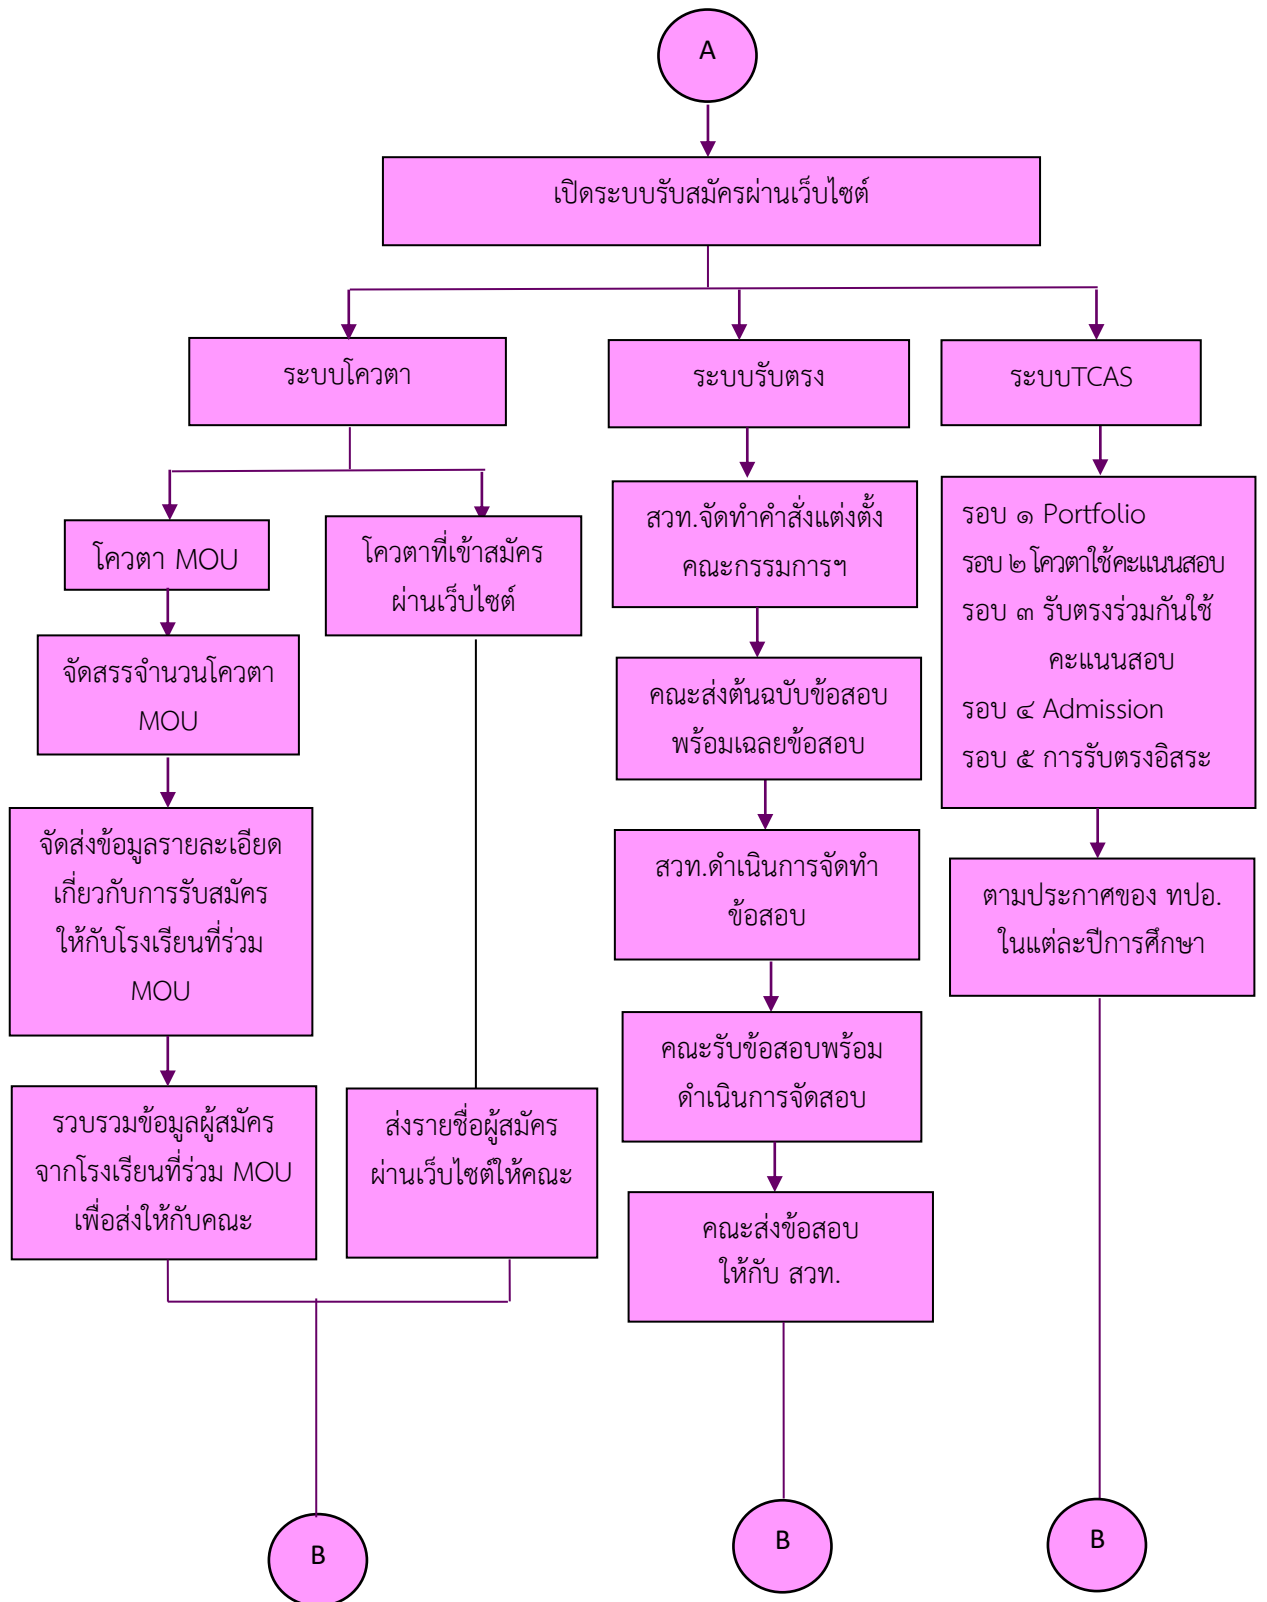 A
เปิดระบบรับสมัครผ่านเว็บไซต์
ระบบโควตา
ระบบรับตรง
ระบบTCAS
โควตา MOU
โควตาที่เข้าสมัคร
ผ่านเว็บไซต์
จัดสรรจำนวนโควตา
MOU
จัดส่งข้อมูลรายละเอียด
เกี่ยวกับการรับสมัคร
ให้กับโรงเรียนที่ร่วม
MOU
รวบรวมข้อมูลผู้สมัคร
จากโรงเรียนที่ร่วม MOU
เพื่อส่งให้กับคณะ
ส่งรายชื่อผู้สมัคร
ผ่านเว็บไซต์ให้คณะ
สวท.จัดทำคำสั่งแต่งตั้ง
คณะกรรมการฯ
คณะส่งต้นฉบับข้อสอบ
พร้อมเฉลยข้อสอบ
สวท.ดำเนินการจัดทำ
ข้อสอบ
คณะรับข้อสอบพร้อม
ดำเนินการจัดสอบ
คณะส่งข้อสอบ
ให้กับ สวท.
รอบ ๑ Portfolio
รอบ ๒ โควตาใช้คะแนนสอบ
รอบ ๓ รับตรงร่วมกันใช้
คะแนนสอบ
รอบ ๔ Admission
รอบ ๕ การรับตรงอิสระ
ตามประกาศของ ทปอ.
ในแต่ละปีการศึกษา
B
B
B